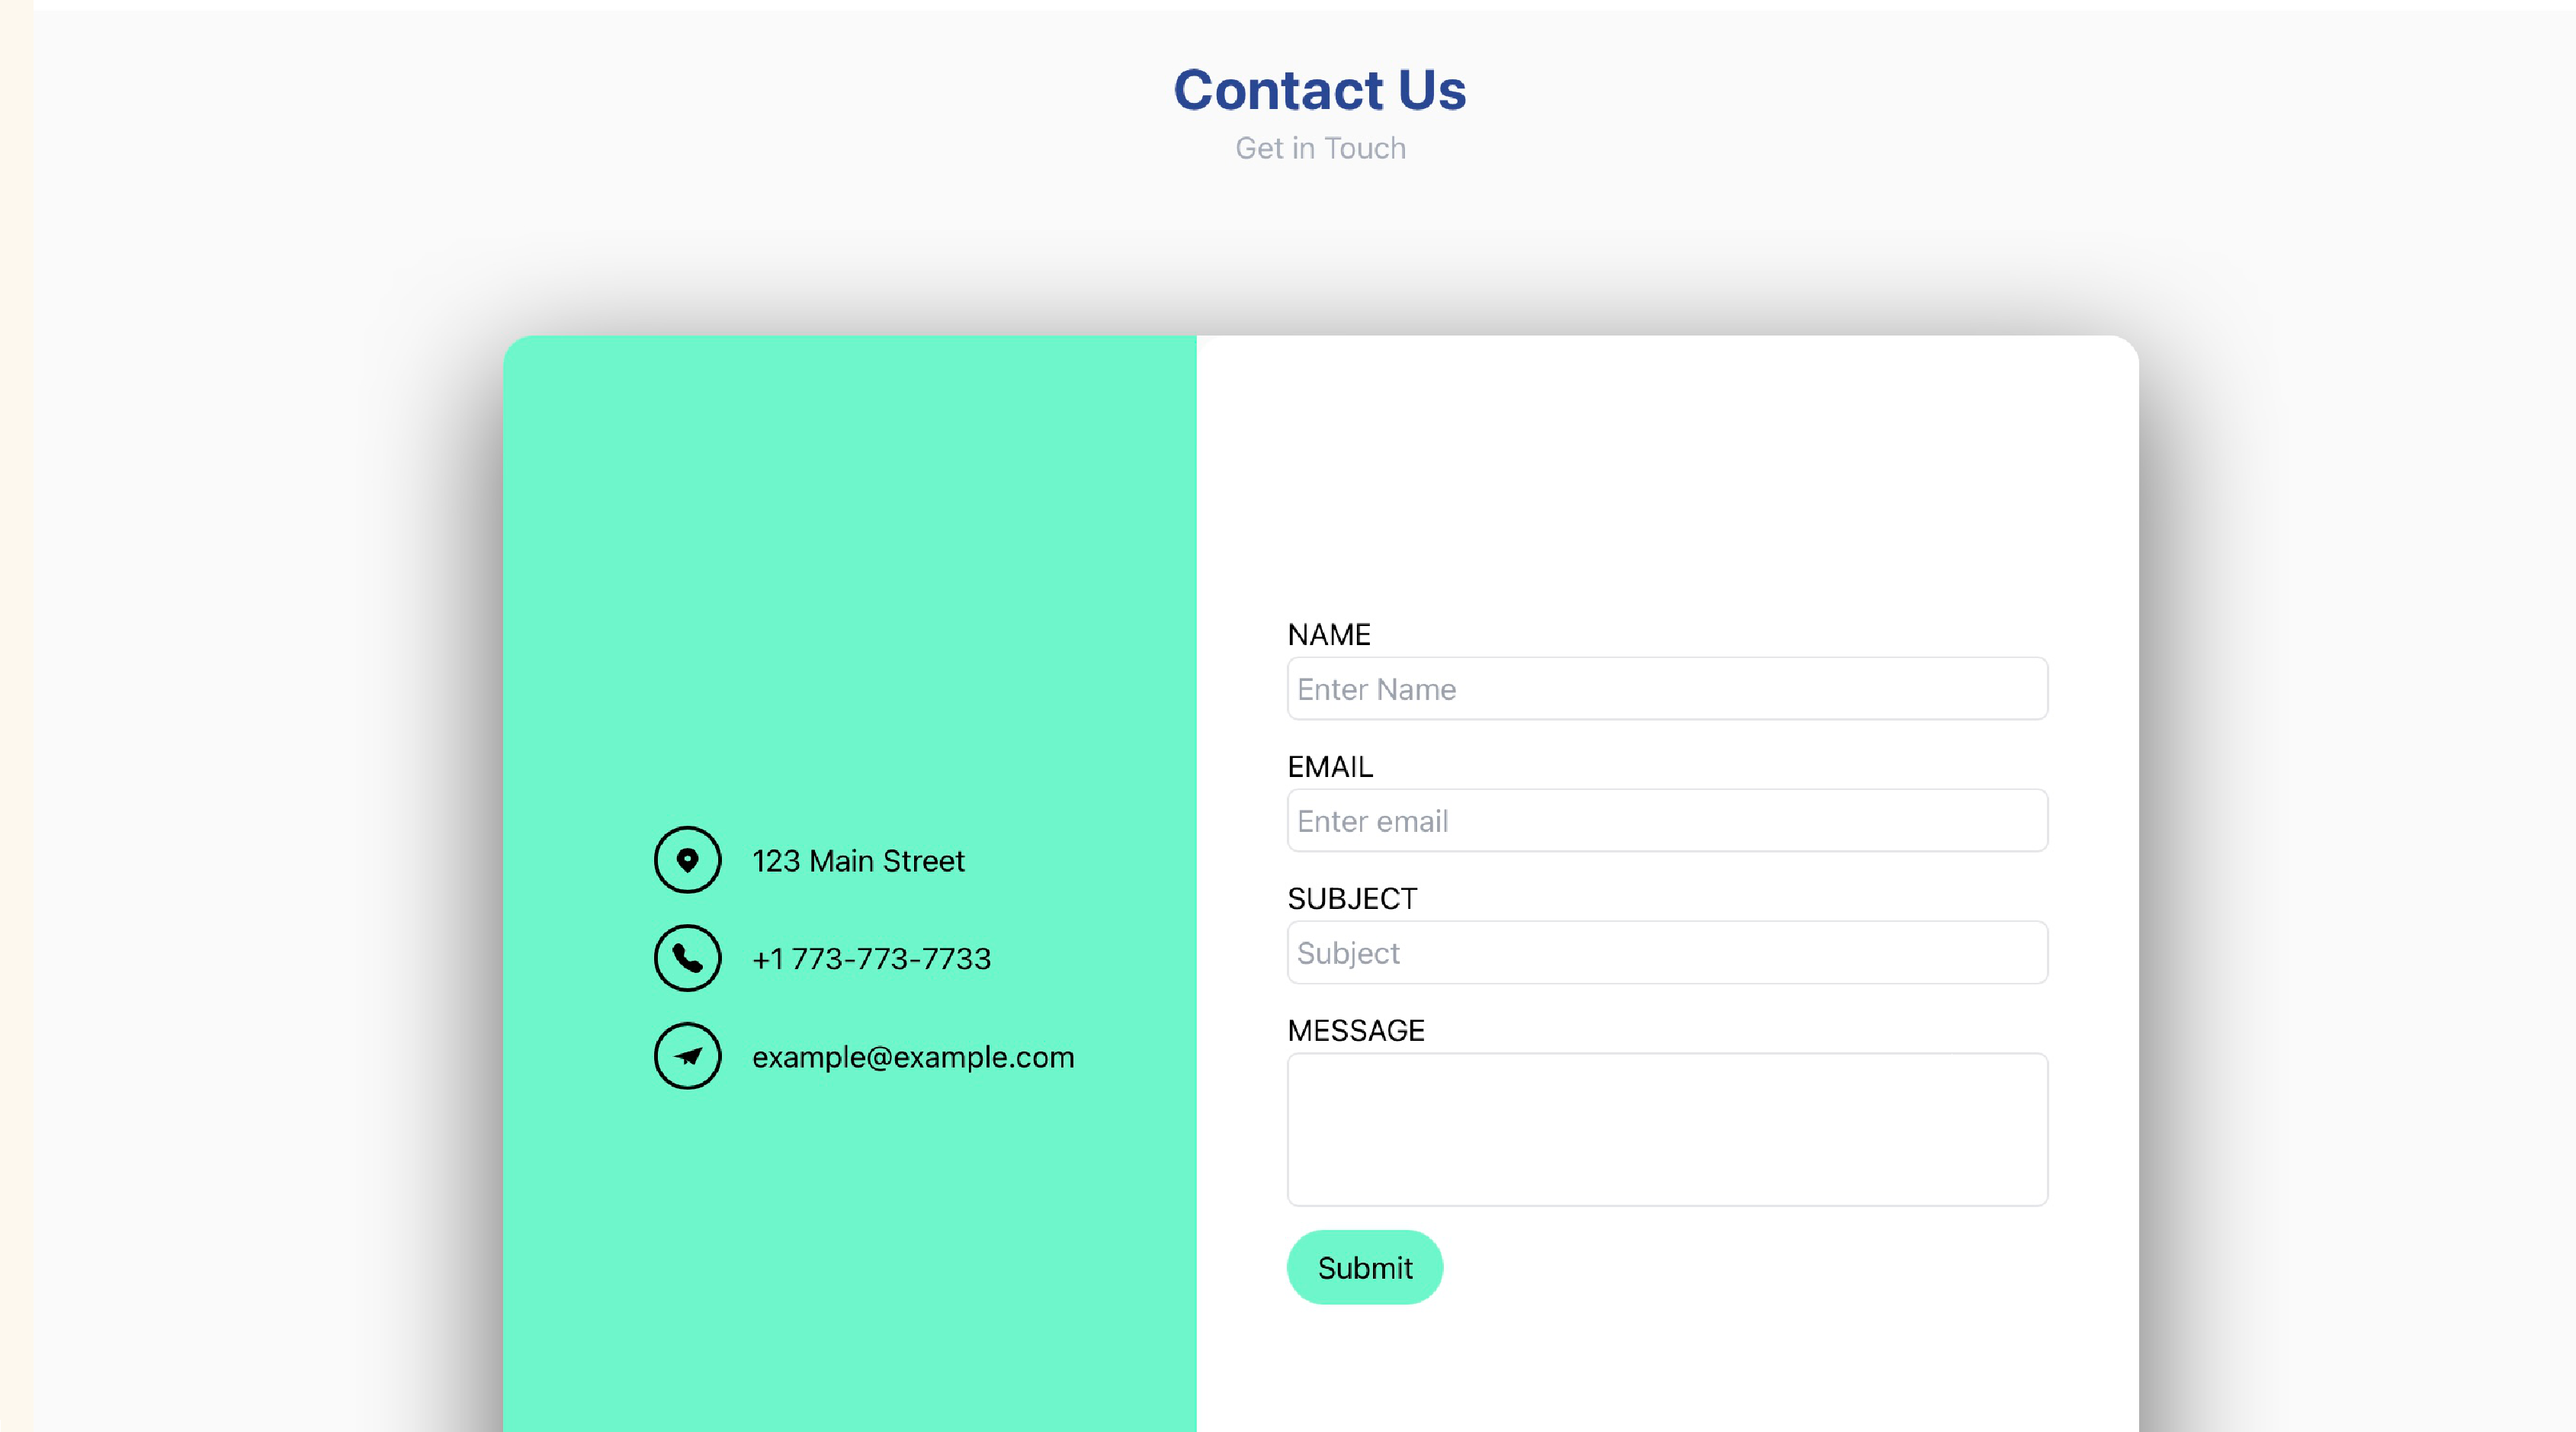 Contact Us
Get in Touch
123 Main Street
+1 773-773-7733
example@example.com
NAME
Enter Name
EMAIL
Enter email
SUBJECT
Subject
MESSAGE
Submit